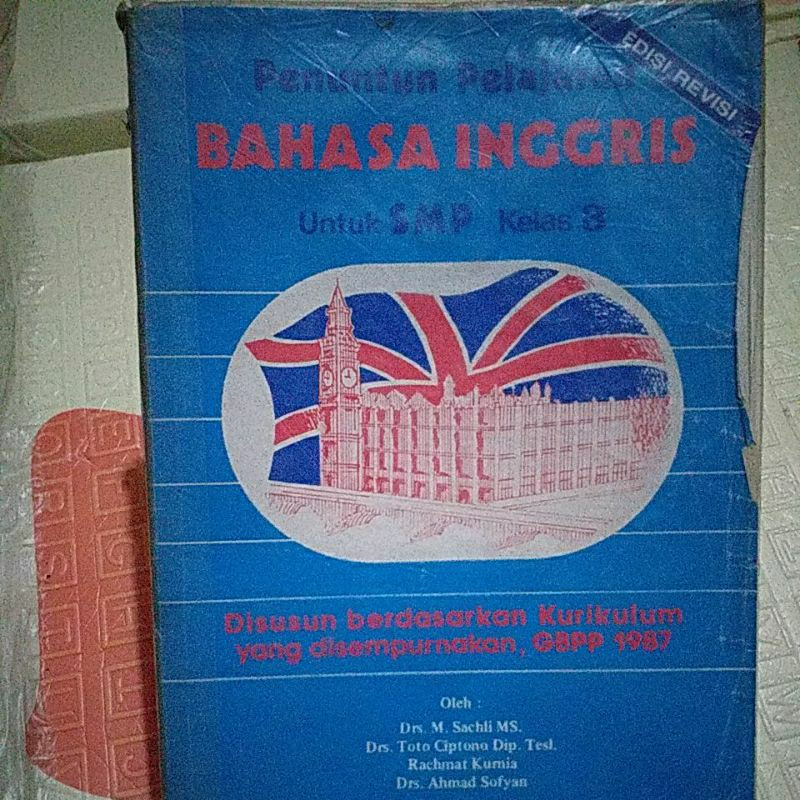 Penuntun Pelajaran
EDISI REVISI
BAHASA INGGRIS
Untuk SMP Kelas 3
Disusun berdasarkan Kurikulum
yang disempurnakan, GBPP 1987
Oleh :
Drs. M. Sachli MS.
Drs. Toto Ciptono Dip. Tesl.
Rachmat Kurnia
Drs. Ahmad Sofyan